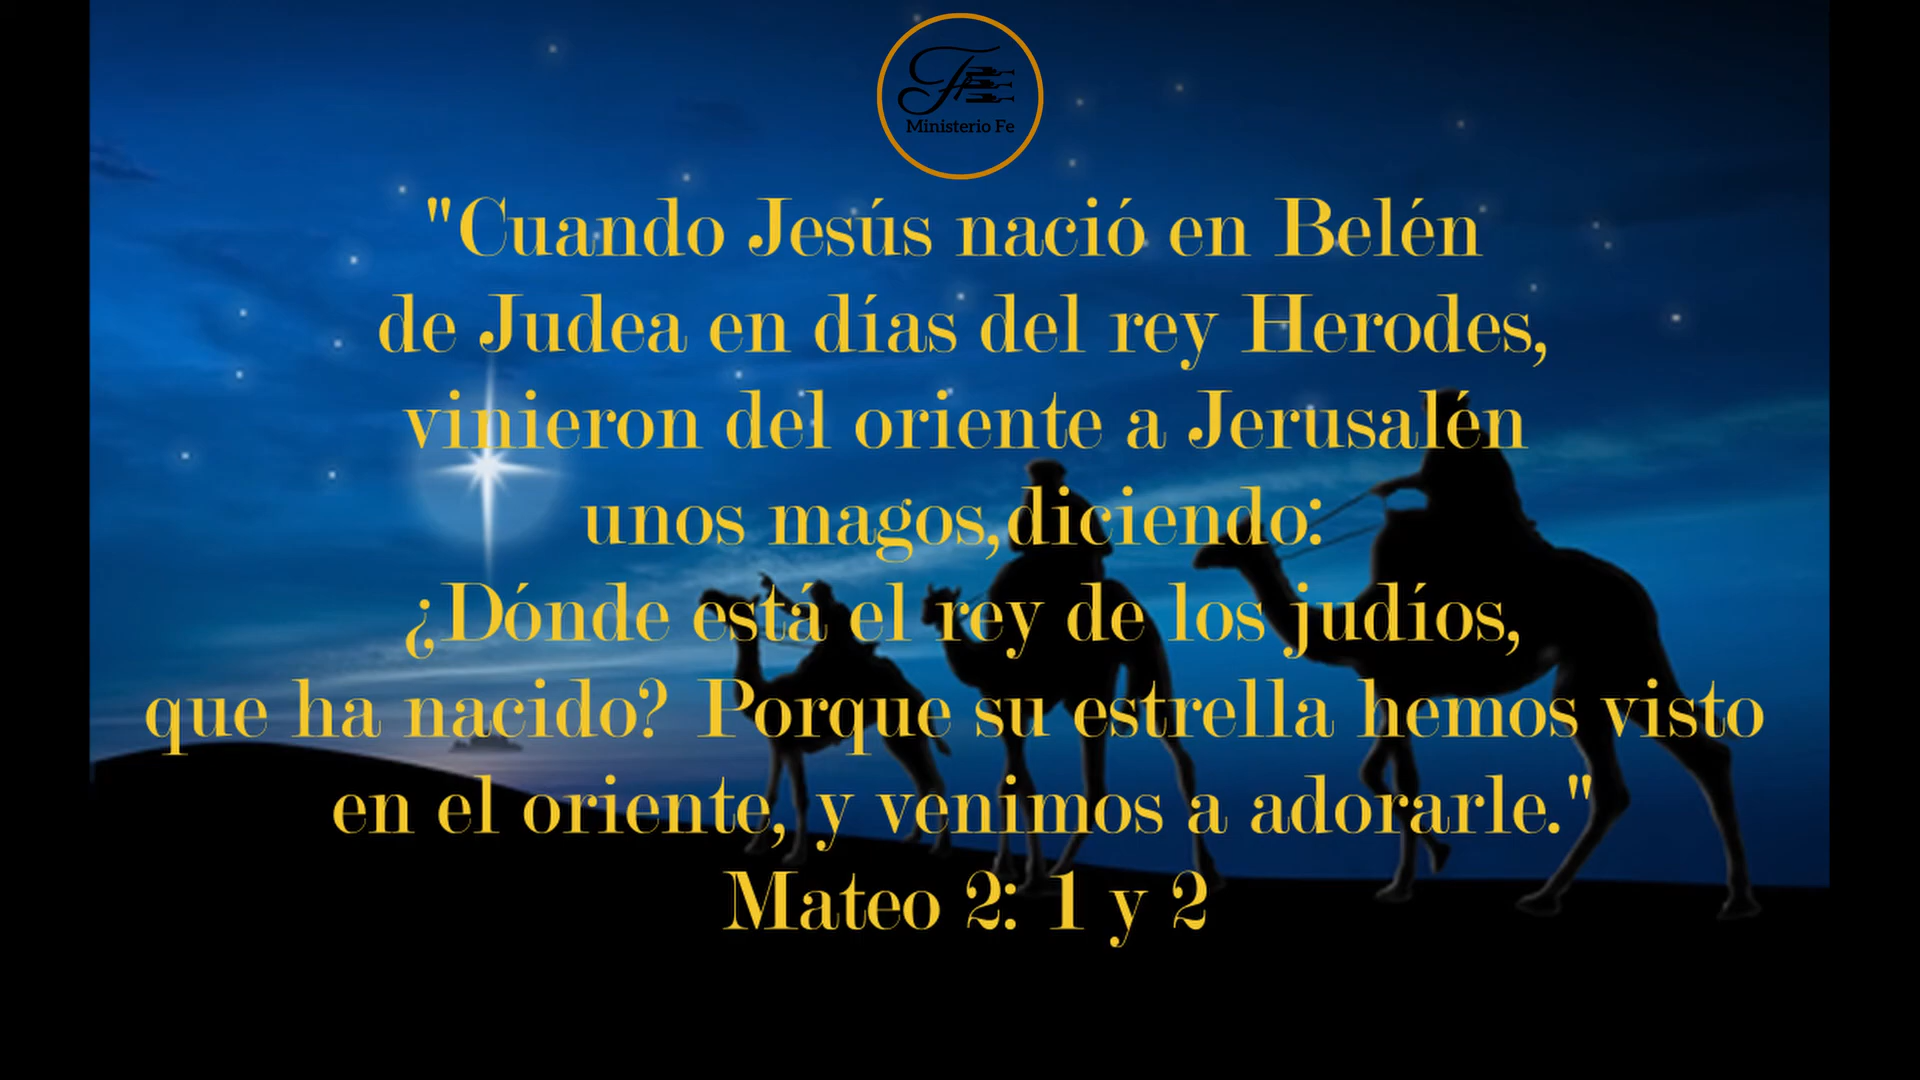 Ministerio Fe
"Cuando Jesús nació en Belén
de Judea en días del rey Herodes,
vinieron del oriente a Jerusalén
unos magos,diciendo:
¿Dónde está el rey de los judíos,
que ha nacido? Porque su estrella hemos visto
en el oriente, y venimos a adorarle."
Mateo 2: 1 y 2